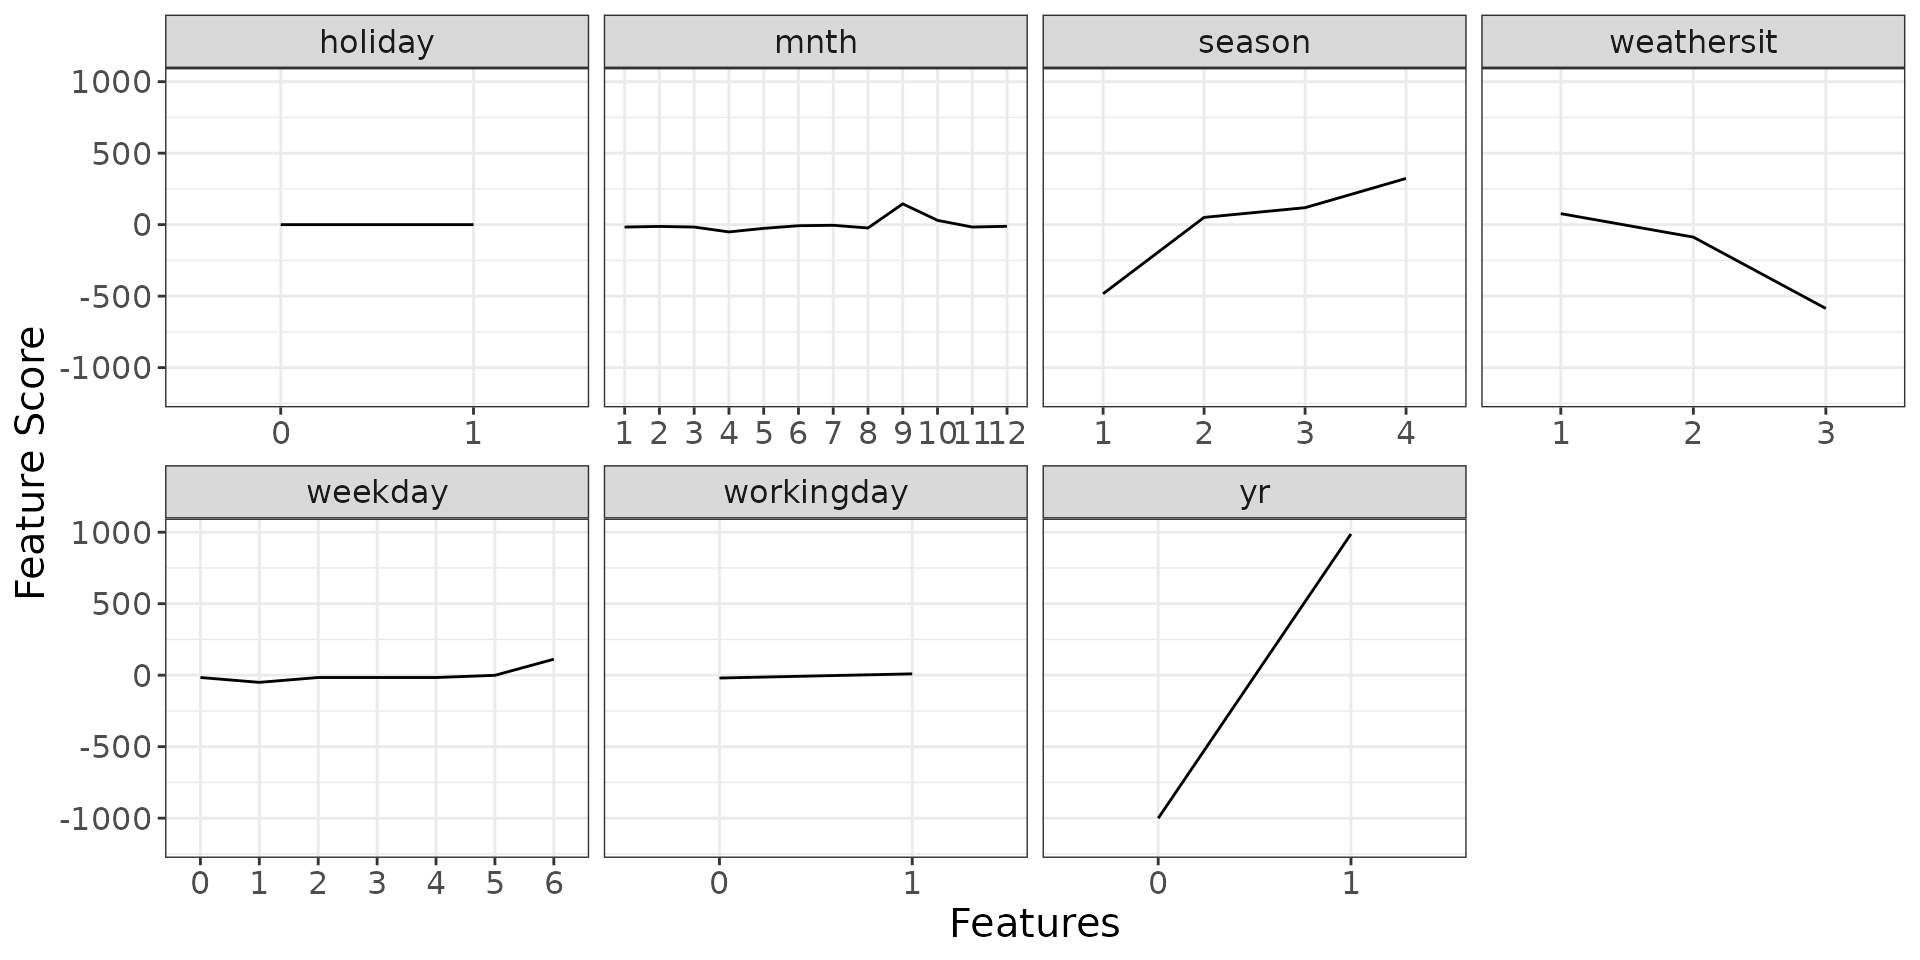 holiday mnth season weathersit
1000
500
0
-500
-1000
0 1 1 2 3 4 5 6 7 8 9 10 11 12 1 2 3 4 1 2 3
Feature Score
weekday workingday yr
1000
500
0
-500
-1000
0 1 2 3 4 5 6 0 1 0 1
Features